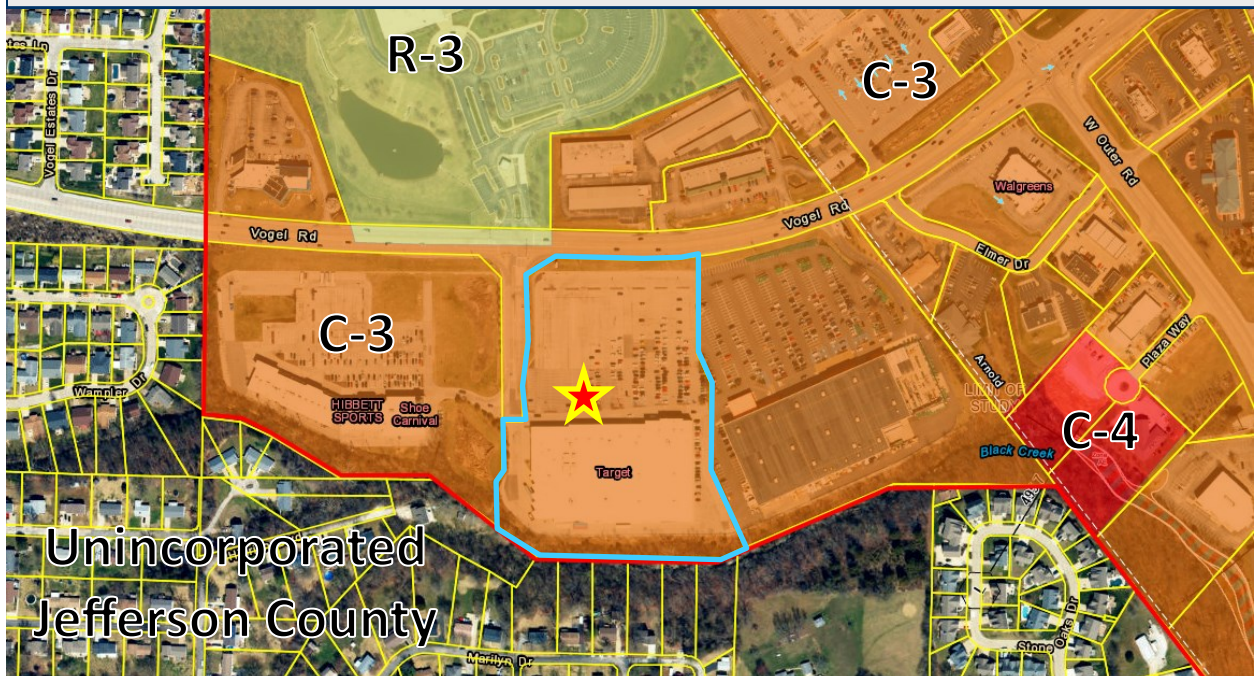 R-3
C-3
ates Ln
Vogel Estates Dr
W Outer Rd
Walgreens
Vogel Rd
Vogel Rd
Elmer Dr
C-3
Plaza Way
Wampler Dr
HIBBETT
SPORTS
Shoe
Carnival
Arnold
LIMIT OF
STUDY
C-4
Black Creek
Target
Unincorporated
Jefferson County
Marilyn Dr
Stone Oaks Dr